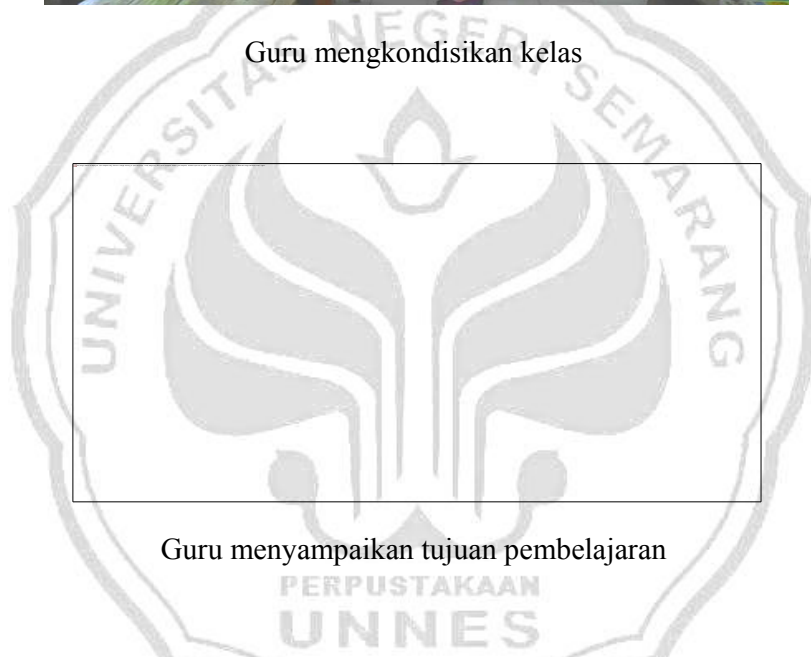 Guru mengkondisikan kelas
UNIVERSITAS NEGERI SEMARANG
Guru menyampaikan tujuan pembelajaran
PERPUSTAKAAN
UNNES